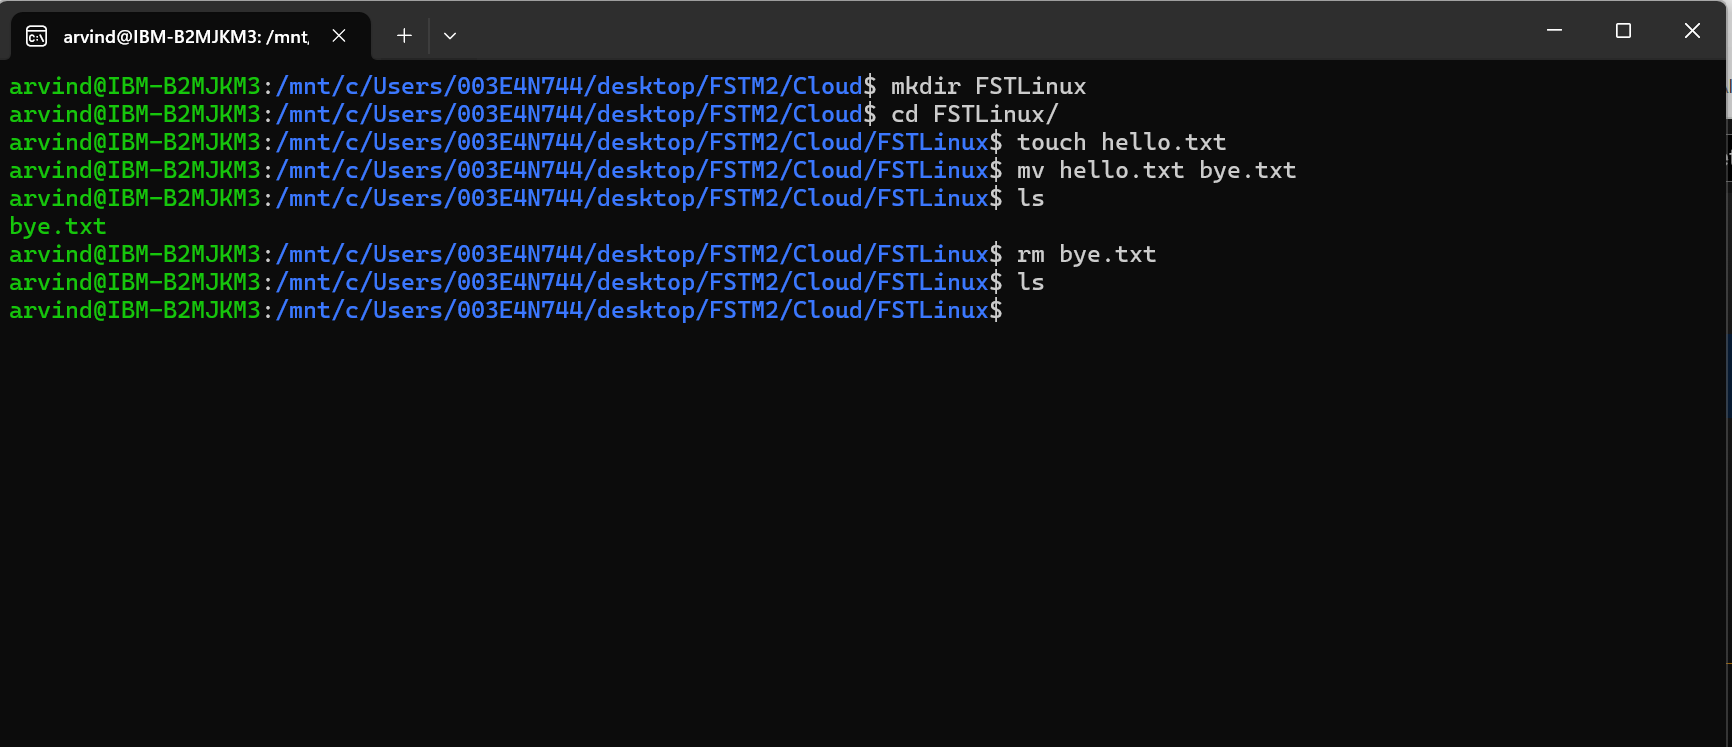 arvind@IBM-B2MJKM3: /mnt,
arvind@IBM-B2MJKM3:/mnt/c/Users/003E4N744/desktop/FSTM2/Cloud$ mkdir FSTLinux
arvind@IBM-B2MJKM3:/mnt/c/Users/003E4N744/desktop/FSTM2/Cloud$ cd FSTLinux/
arvind@IBM-B2MJKM3:/mnt/c/Users/003E4N744/desktop/FSTM2/Cloud/FSTLinux$ touch hello.txt
arvind@IBM-B2MJKM3:/mnt/c/Users/003E4N744/desktop/FSTM2/Cloud/FSTLinux$ mv hello.txt bye.txt
arvind@IBM-B2MJKM3:/mnt/c/Users/003E4N744/desktop/FSTM2/Cloud/FSTLinux$ ls
bye.txt
arvind@IBM-B2MJKM3:/mnt/c/Users/003E4N744/desktop/FSTM2/Cloud/FSTLinux$ rm bye.txt
arvind@IBM-B2MJKM3:/mnt/c/Users/003E4N744/desktop/FSTM2/Cloud/FSTLinux$ ls
arvind@IBM-B2MJKM3:/mnt/c/Users/003E4N744/desktop/FSTM2/Cloud/FSTLinux$